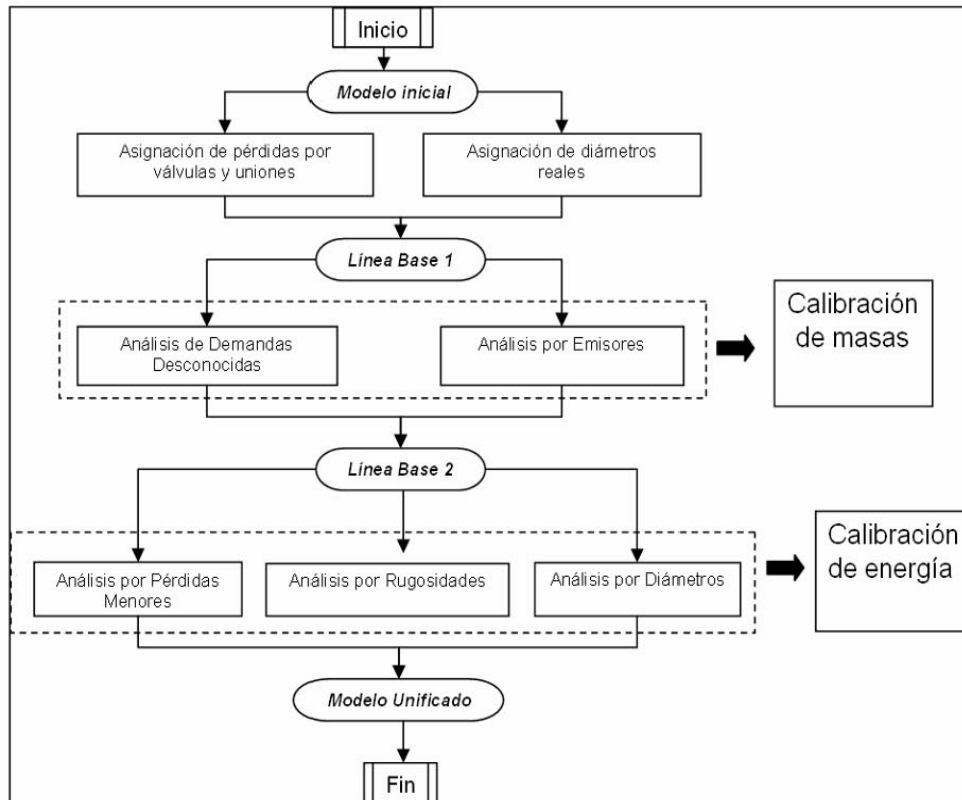 Inicio
Modelo inicial
Asignación de pérdidas por
válvulas y uniones
Asignación de diámetros
reales
Línea Base 1
Análisis de Demandas
Desconocidas
Análisis por Emisores
Calibración
de masas
Línea Base 2
Análisis por Pérdidas
Menores
Análisis por Rugosidades
Análisis por Diámetros
Calibración
de energía
Modelo Unificado
Fin